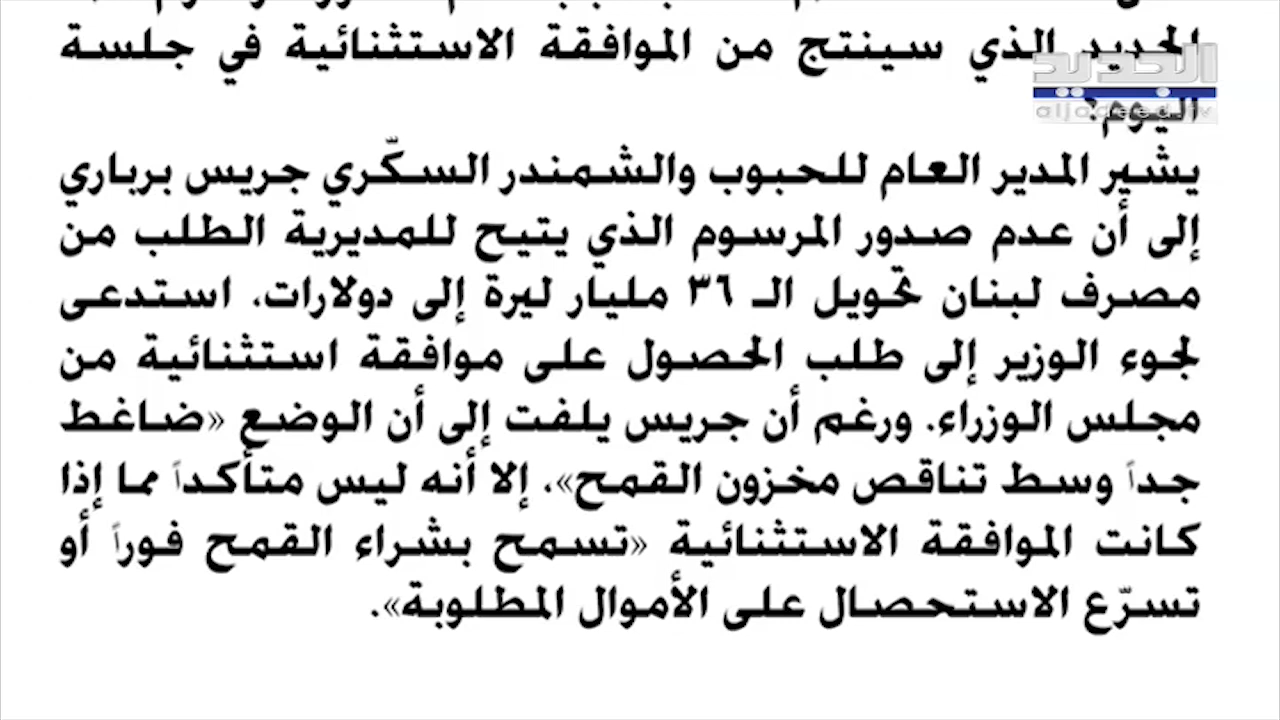 الجديد الذي سينتج من الموافقة الاستثنائية في جلسة
اليوم؟
الجديد
aljadeed.tv
يشير المدير العام للحبوب والشمندر السكّري جريس برباري
إلى أن عدم صدور المرسوم الذي يتيح للمديرية الطلب من
مصرف لبنان تحويل الـ ٣٦ مليار ليرة إلى دولارات، استدعى
لجوء الوزير إلى طلب الحصول على موافقة استثنائية من
مجلس الوزراء. ورغم أن جريس يلفت إلى أن الوضع «ضاغط
جداً وسط تناقص مخزون القمح»، إلا أنه ليس متأكداً مما إذا
كانت الموافقة الاستثنائية «تسمح بشراء القمح فوراً أو
تسرّع الاستحصال على الأموال المطلوبة».